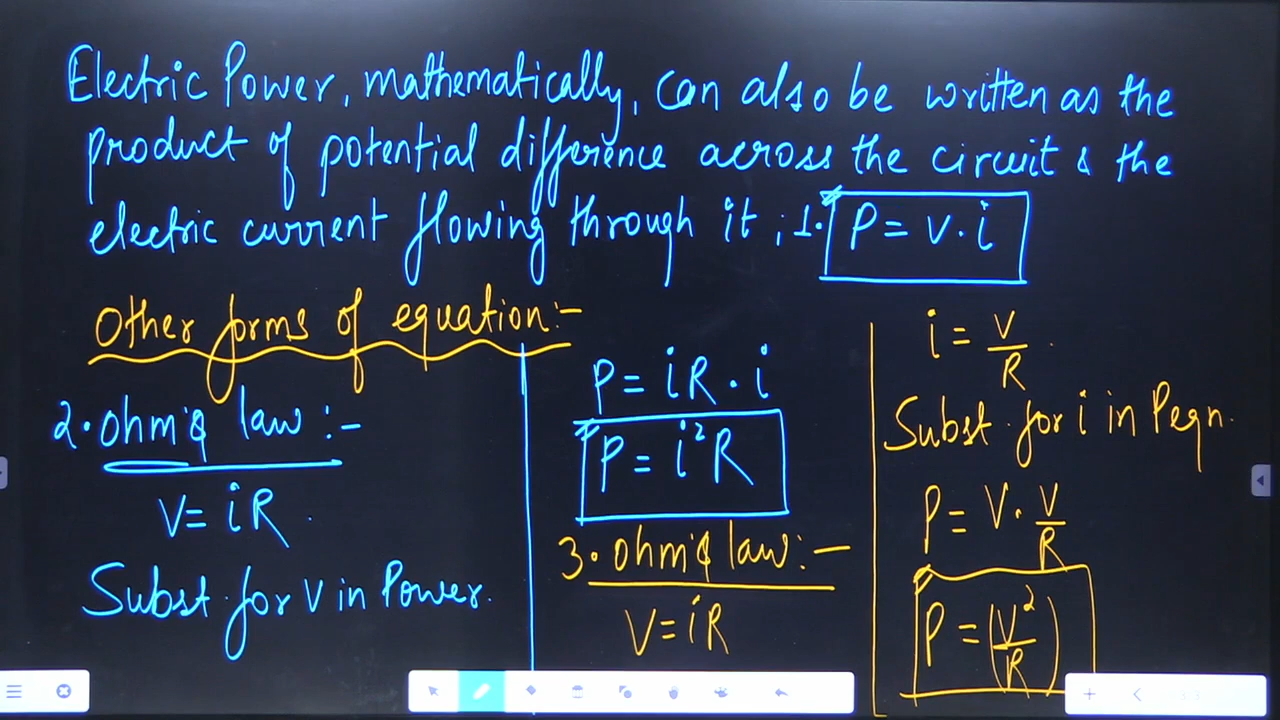 Electric Power, mathematically, can also be written as the
product of potential difference across the circuit & the
electric current flowing through it ; 1. P = V · i
Other forms of equation:-
2. Ohm's law :-
V = iR
Subst. for V in Power.
P = iR · i
P = i²R
3. Ohm's law :-
V = iR
i = V/R
Subst. for i in P eqn.
P = V · V/R
P = (V²/R)